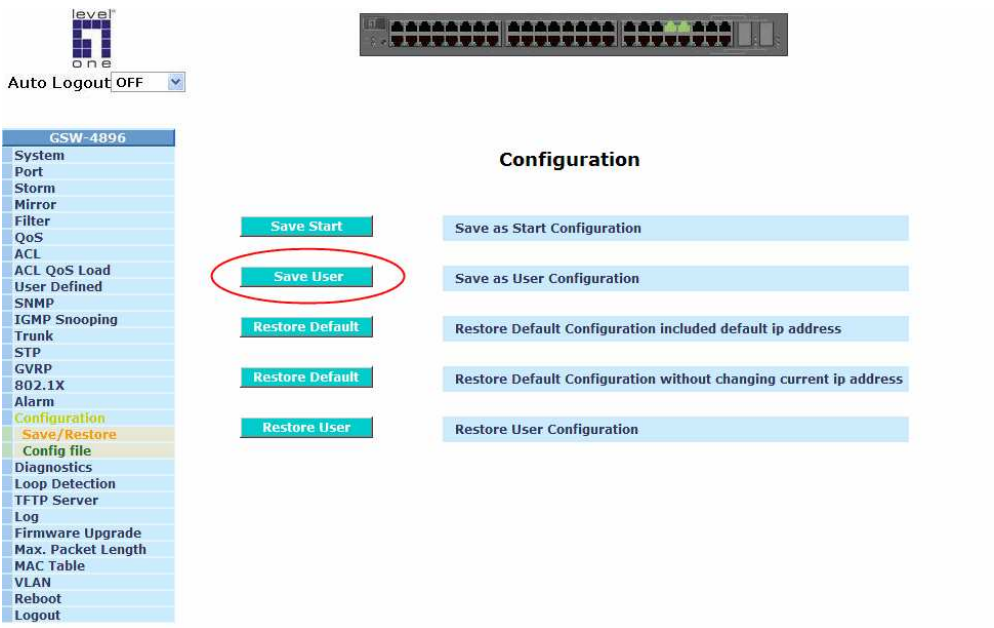 level
one
Auto Logout OFF
GSW-4896
System
Port
Storm
Mirror
Filter
QoS
ACL
ACL QoS Load
User Defined
SNMP
IGMP Snooping
Trunk
STP
GVRP
802.1X
Alarm
Configuration
Save/Restore
Config file
Diagnostics
Loop Detection
TFTP Server
Log
Firmware Upgrade
Max. Packet Length
MAC Table
VLAN
Reboot
Logout
Configuration
Save Start Save as Start Configuration
Save User Save as User Configuration
Restore Default Restore Default Configuration included default ip address
Restore Default Restore Default Configuration without changing current ip address
Restore User Restore User Configuration